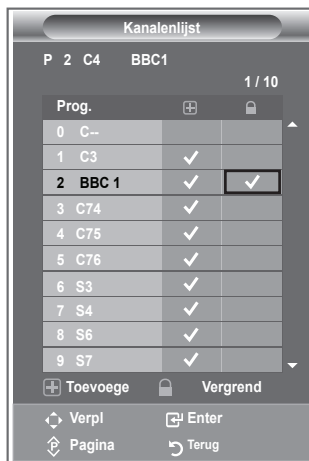 Kanalenlijst
P 2 C4 BBC1
1 / 10
Prog.
0 C--
1 C3
2 BBC 1
3 C74
4 C75
5 C76
6 S3
7 S4
8 S6
9 S7
Toevoege Vergrend
Verpl Enter
Pagina Terug